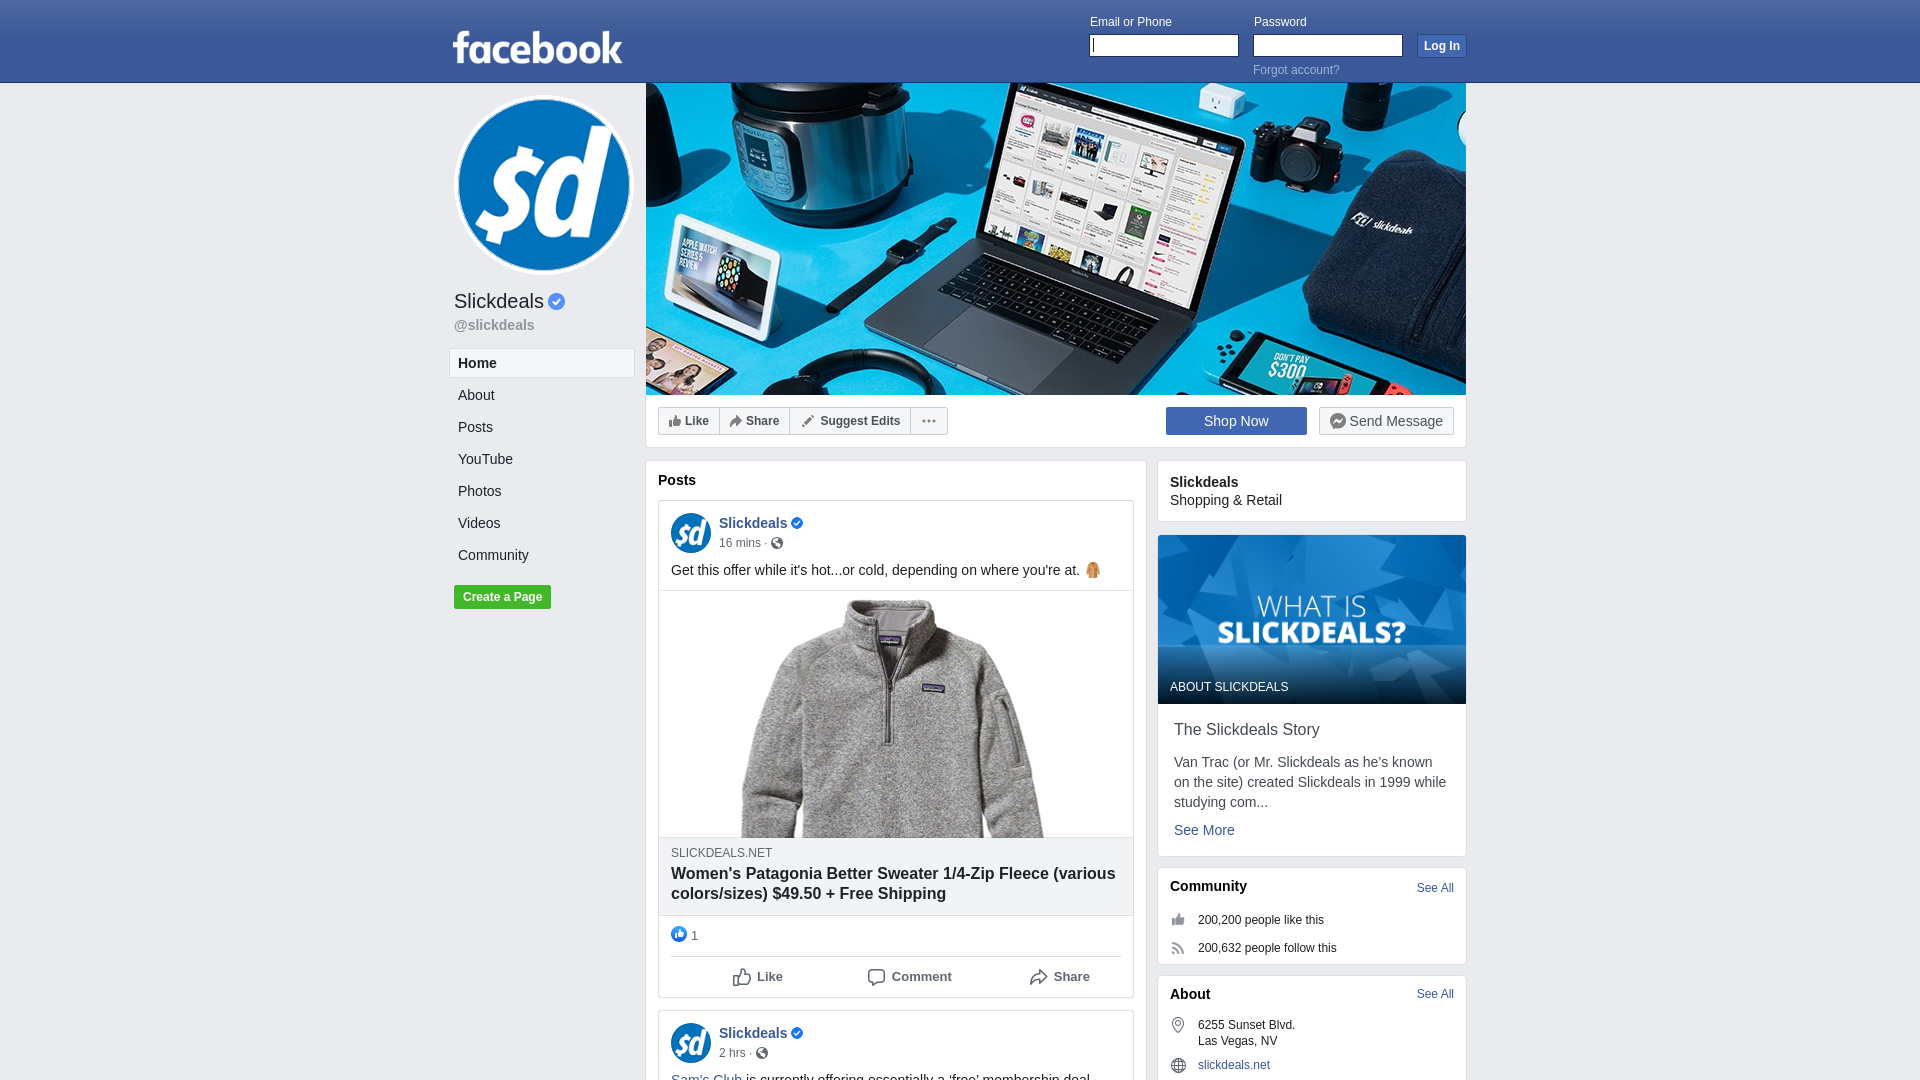 facebook
Email or Phone
Password
Log In
Forgot account?
$d
Slickdeals
@slickdeals
Home
About
Posts
YouTube
Photos
Videos
Community
Create a Page
APPLE WATCH
SERIES 5
REVIEW
slickdeals
DON'T PAY
$300
Like
Share
Suggest Edits
Shop Now
Send Message
Posts
$d
Slickdeals
16 mins ·
Get this offer while it's hot...or cold, depending on where you're at.
SLICKDEALS.NET
Women's Patagonia Better Sweater 1/4-Zip Fleece (various
colors/sizes) $49.50 + Free Shipping
1
Like
Comment
Share
$d
Slickdeals
2 hrs ·
Sam's Club is currently offering essentially a 'free' membership deal
Slickdeals
Shopping & Retail
WHAT IS
SLICKDEALS?
ABOUT SLICKDEALS
The Slickdeals Story
Van Trac (or Mr. Slickdeals as he’s known
on the site) created Slickdeals in 1999 while
studying com...
See More
Community
See All
200,200 people like this
200,632 people follow this
About
See All
6255 Sunset Blvd.
Las Vegas, NV
slickdeals.net